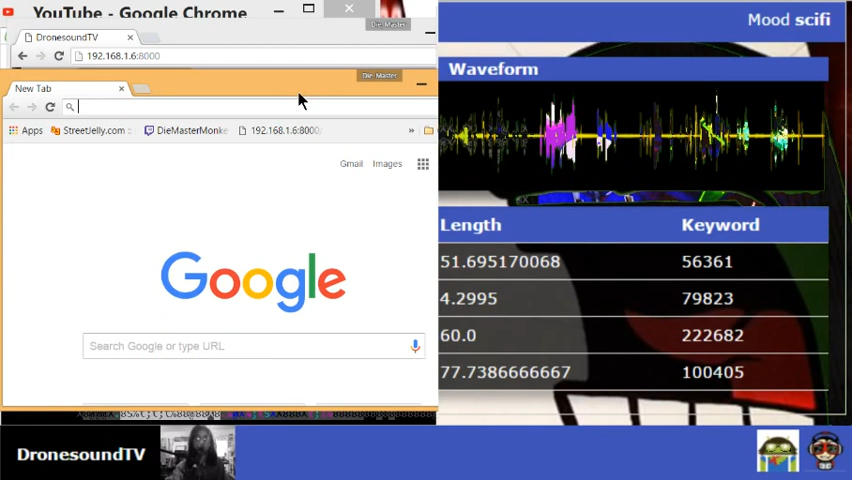 YouTube - Google Chrome
Die-Master
DronesoundTV
192.168.1.6:8000
Die-Master
New Tab
Apps StreetJelly.com : DieMasterMonke 192.168.1.6:8000/ »
Gmail Images
Google
Search Google or type URL
Mood scifi
Waveform
Length Keyword
51.695170068 56361
4.2995 79823
60.0 222682
77.7386666667 100405
DronesoundTV